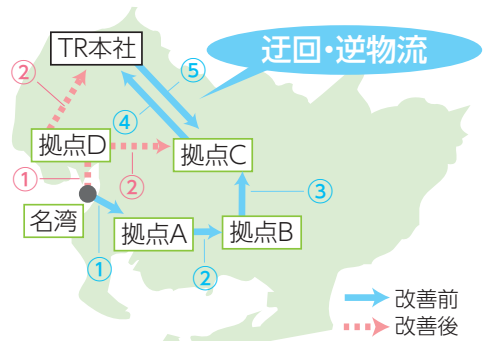 TR本社
迂回・逆物流
②
⑤
④
拠点D
拠点C
①
②
③
名湾
拠点A
拠点B
①
②
改善前
改善後